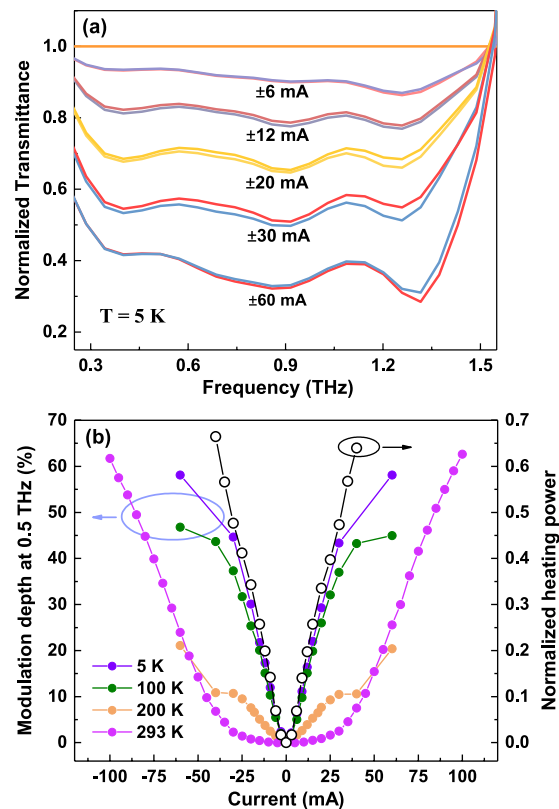 (a)
1.0
0.8
0.6
0.4
0.2
Normalized Transmittance
±6 mA
±12 mA
±20 mA
±30 mA
±60 mA
T = 5 K
0.3 0.6 0.9 1.2 1.5
Frequency (THz)
(b)
70
60
50
40
30
20
10
0
Modulation depth at 0.5 THz (%)
0.7
0.6
0.5
0.4
0.3
0.2
0.1
0.0
Normalized heating power
5 K
100 K
200 K
293 K
-100 -75 -50 -25 0 25 50 75 100
Current (mA)